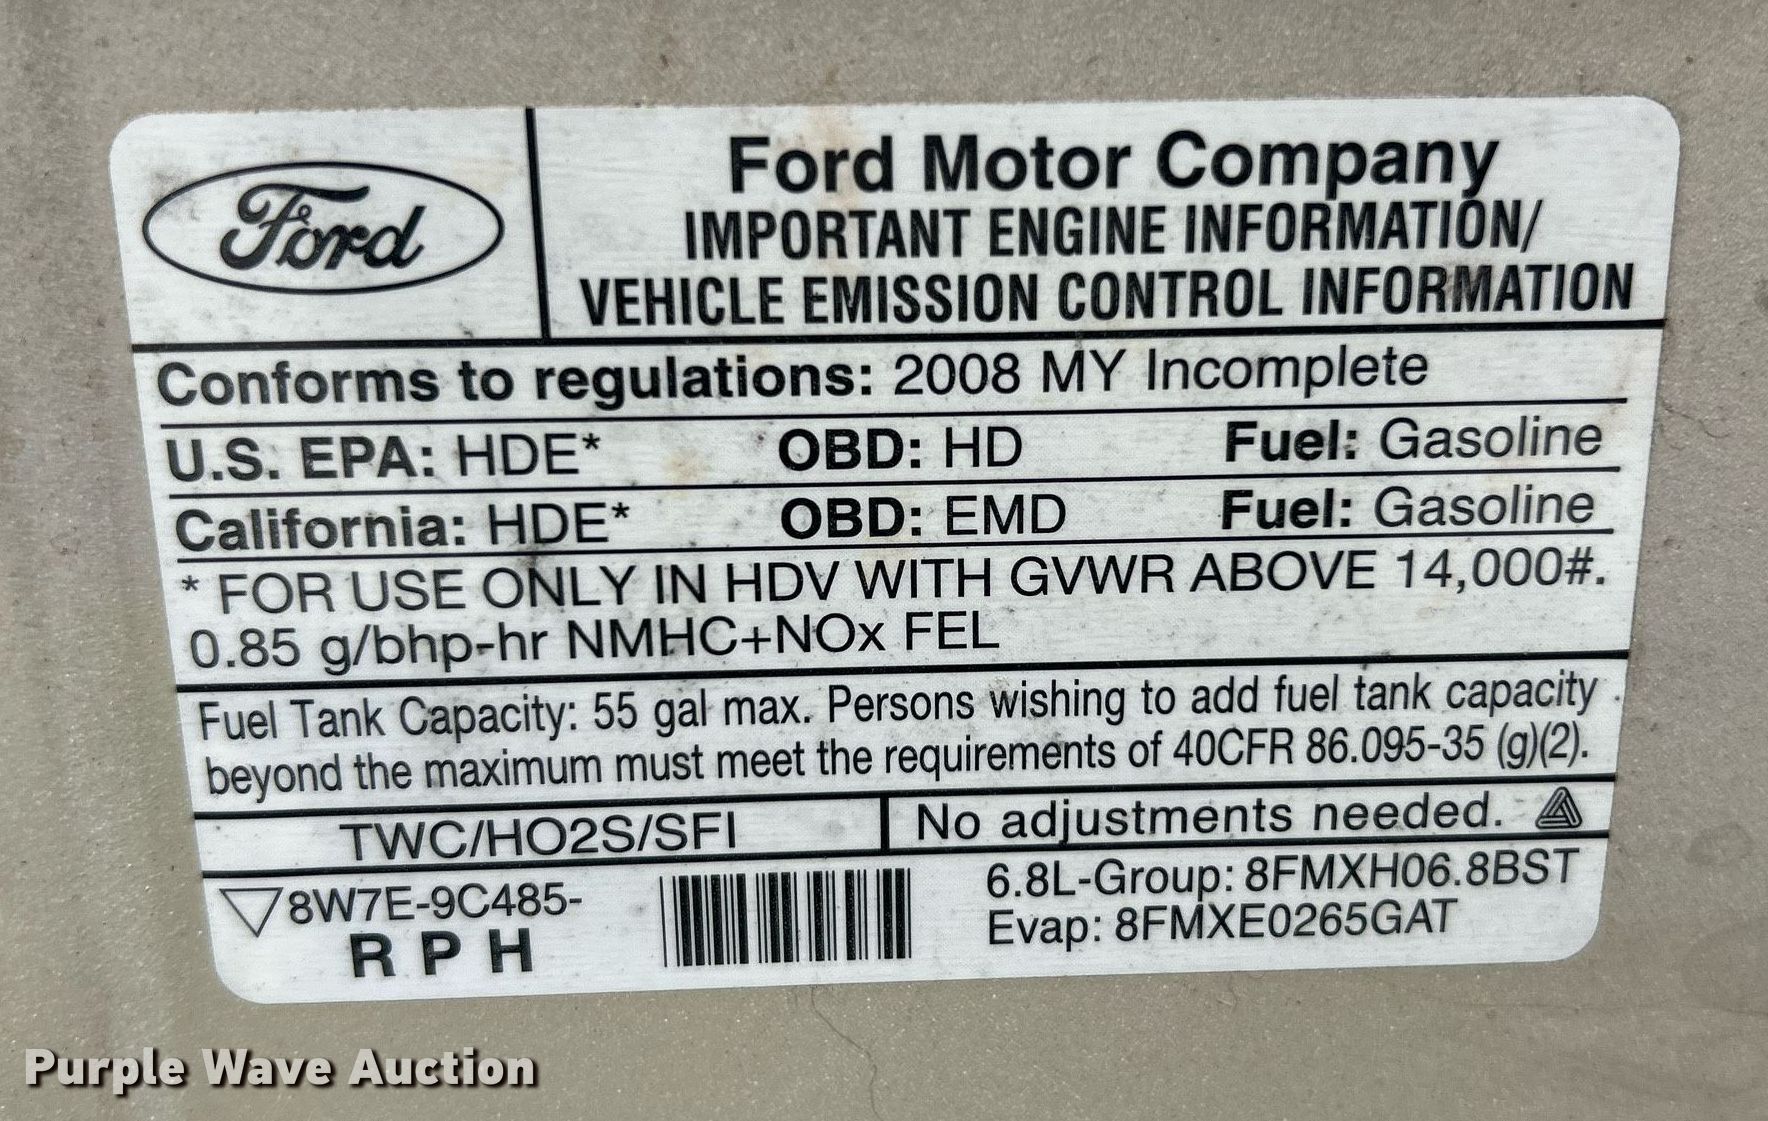 Ford
Ford Motor Company
IMPORTANT ENGINE INFORMATION/
VEHICLE EMISSION CONTROL INFORMATION
Conforms to regulations: 2008 MY Incomplete
U.S. EPA: HDE* OBD: HD Fuel: Gasoline
California: HDE* OBD: EMD Fuel: Gasoline
* FOR USE ONLY IN HDV WITH GVWR ABOVE 14,000#.
0.85 g/bhp-hr NMHC+NOx FEL
Fuel Tank Capacity: 55 gal max. Persons wishing to add fuel tank capacity
beyond the maximum must meet the requirements of 40CFR 86.095-35 (g)(2).
TWC/HO2S/SFI No adjustments needed.
8W7E-9C485-
R P H
6.8L-Group: 8FMXH06.8BST
Evap: 8FMXE0265GAT
Purple Wave Auction